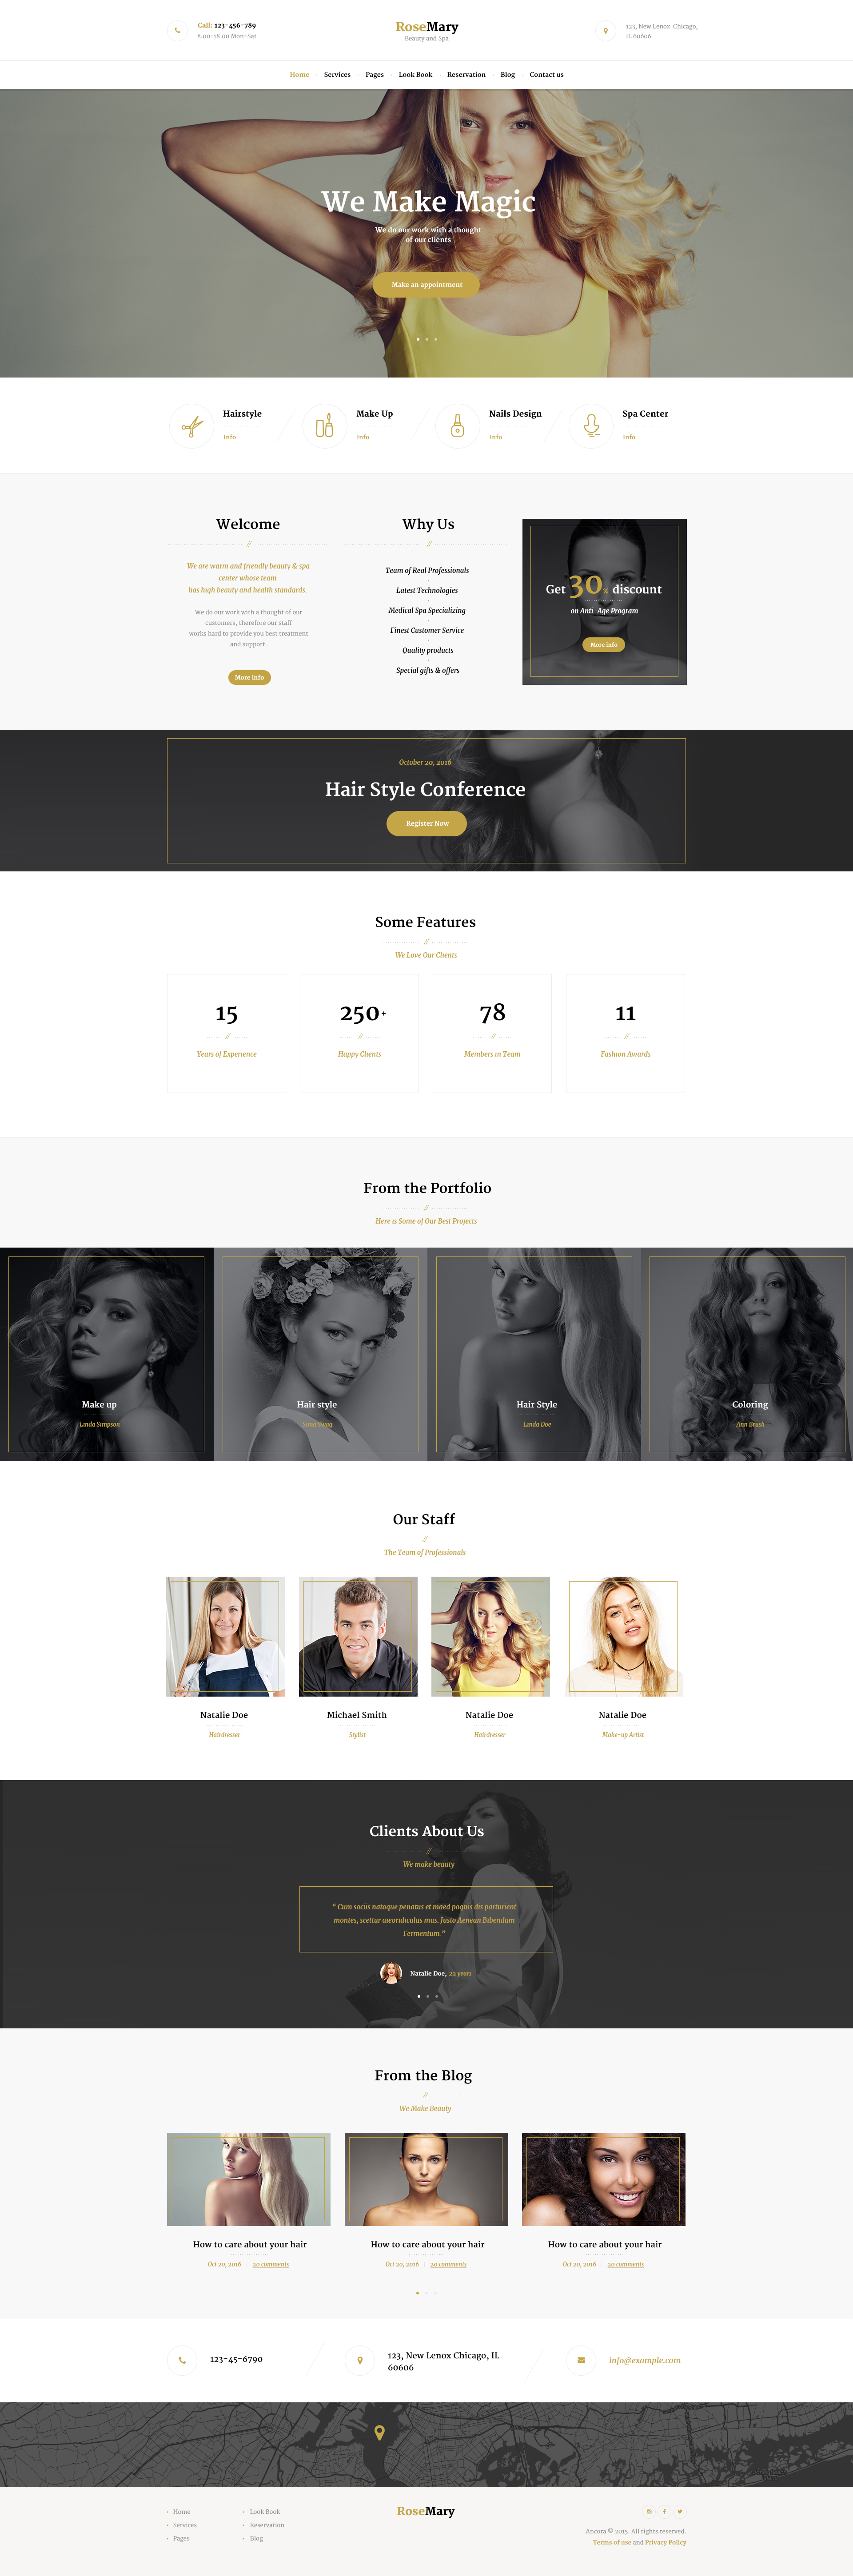 Call: 123-456-789
8.00-18.00 Mon-Sat
RoseMary
Beauty and Spa
123, New Lenox Chicago,
IL 60606
Home
Services
Pages
Look Book
Reservation
Blog
Contact us
We Make Magic
We do our work with a thought
of our clients
Make an appointment
Hairstyle
Info
Make Up
Info
Nails Design
Info
Spa Center
Info
Welcome
//
We are warm and friendly beauty & spa
center whose team
has high beauty and health standards.
We do our work with a thought of our
customers, therefore our staff
works hard to provide you best treatment
and support.
More info
Why Us
//
Team of Real Professionals
Latest Technologies
Medical Spa Specializing
Finest Customer Service
Quality products
Special gifts & offers
Get 30% discount
on Anti-Age Program
More info
October 20, 2016
Hair Style Conference
Register Now
Some Features
//
We Love Our Clients
15
//
Years of Experience
250+
//
Happy Clients
78
//
Members in Team
11
//
Fashion Awards
From the Portfolio
//
Here is Some of Our Best Projects
Make up
Linda Simpson
Hair style
Hair Style
Linda Doe
Coloring
Ann Brush
Our Staff
//
The Team of Professionals
Natalie Doe
Hairdresser
Michael Smith
Stylist
Natalie Doe
Hairdresser
Natalie Doe
Make-up Artist
Clients About Us
//
We make beauty
“ Cum sociis natoque penatus et maed pognis dis parturient
montes, scettur aieoridiculus mus. Justo Aenean Bibendum
Fermentum.”
Natalie Doe, 22 years
From the Blog
//
We Make Beauty
How to care about your hair
Oct 20, 2016
20 comments
How to care about your hair
Oct 20, 2016
20 comments
How to care about your hair
Oct 20, 2016
20 comments
123-45-6790
123, New Lenox Chicago, IL
60606
Info@example.com
Home
Services
Pages
Look Book
Reservation
Blog
RoseMary
Ancora © 2015. All rights reserved.
Terms of use and Privacy Policy